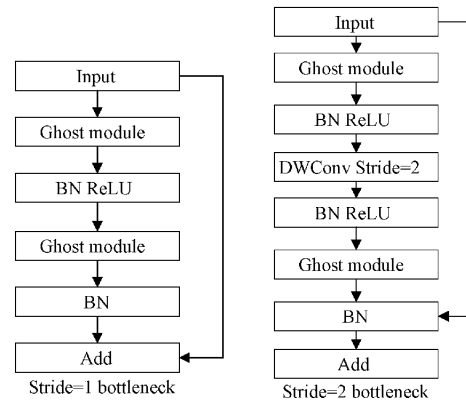 Input
Ghost module
BN ReLU
Ghost module
BN
Add
Stride=1 bottleneck
Input
Ghost module
BN ReLU
DWConv Stride=2
BN ReLU
Ghost module
BN
Add
Stride=2 bottleneck